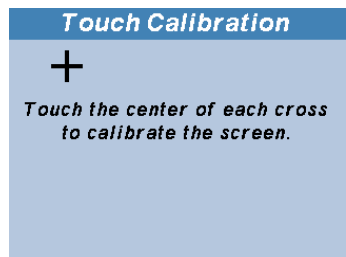 Touch Calibration
Touch the center of each cross
to calibrate the screen.